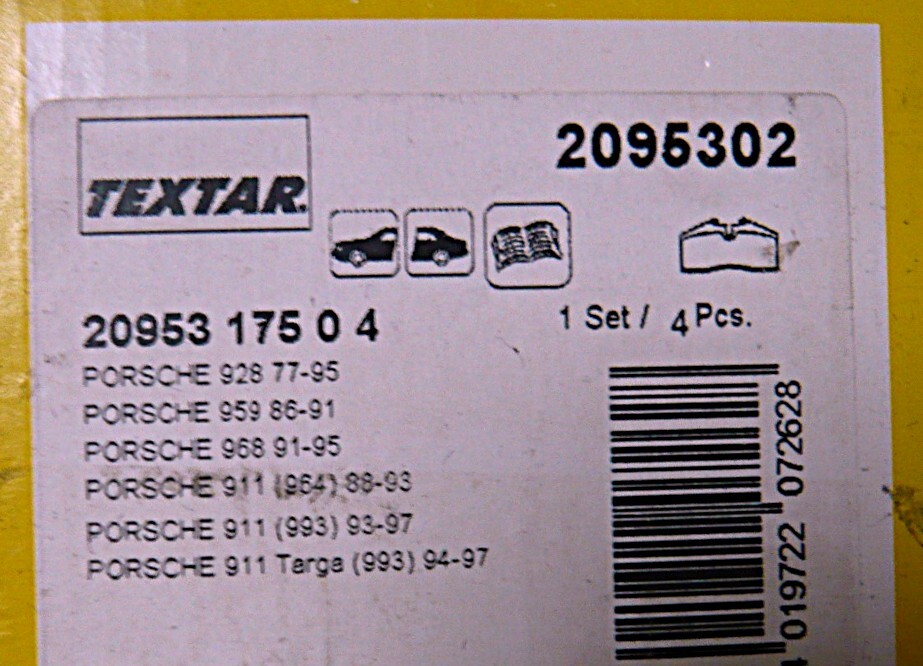 TEXTAR.
2095302
20953 175 0 4
1 Set / 4 Pcs.
PORSCHE 928 77-95
PORSCHE 959 86-91
PORSCHE 968 91-95
PORSCHE 911 (964) 88-93
PORSCHE 911 (993) 93-97
PORSCHE 911 Targa (993) 94-97
019722 072628